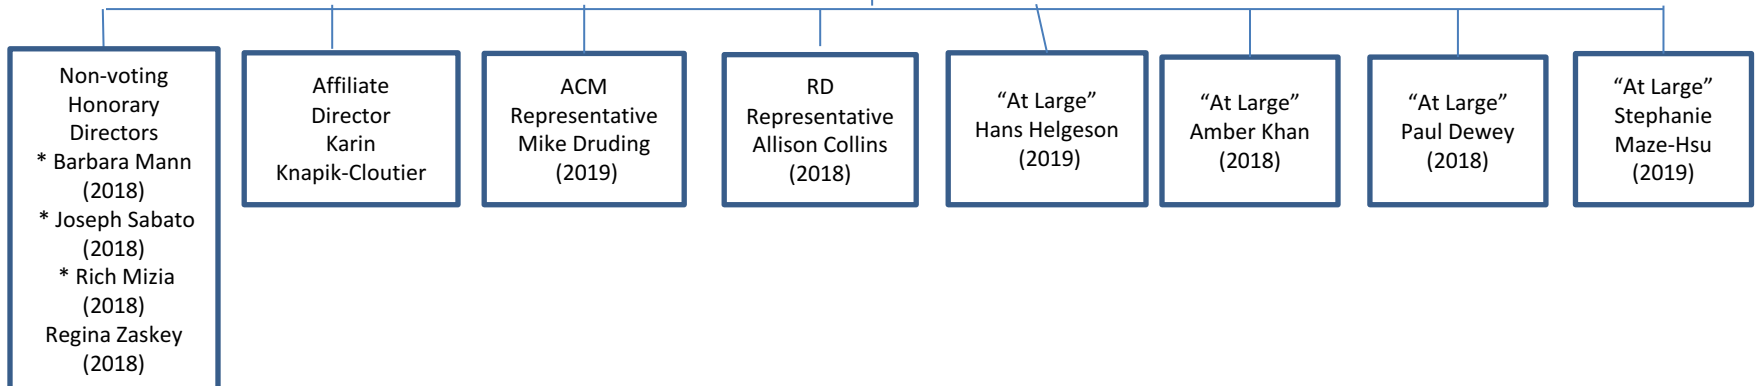 Non-voting
Honorary
Directors
* Barbara Mann
(2018)
* Joseph Sabato
(2018)
* Rich Mizia
(2018)
Regina Zaskey
(2018)
Affiliate
Director
Karin
Knapik-Cloutier
ACM
Representative
Mike Druding
(2019)
RD
Representative
Allison Collins
(2018)
“At Large”
Hans Helgeson
(2019)
“At Large”
Amber Khan
(2018)
“At Large”
Paul Dewey
(2018)
“At Large”
Stephanie
Maze-Hsu
(2019)